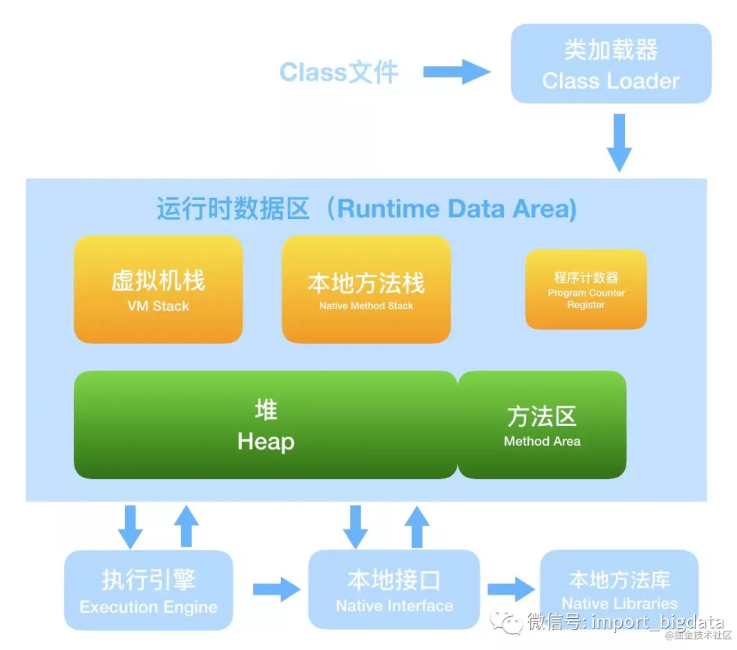 Class文件
类加载器
Class Loader
运行时数据区（Runtime Data Area)
虚拟机栈
VM Stack
本地方法栈
Native Method Stack
程序计数器
Program Counter
Register
堆
Heap
方法区
Method Area
执行引擎
Execution Engine
本地接口
Native Interface
本地方法库
Native Libraries
微信号: import_bigdata
@掘金技术社区